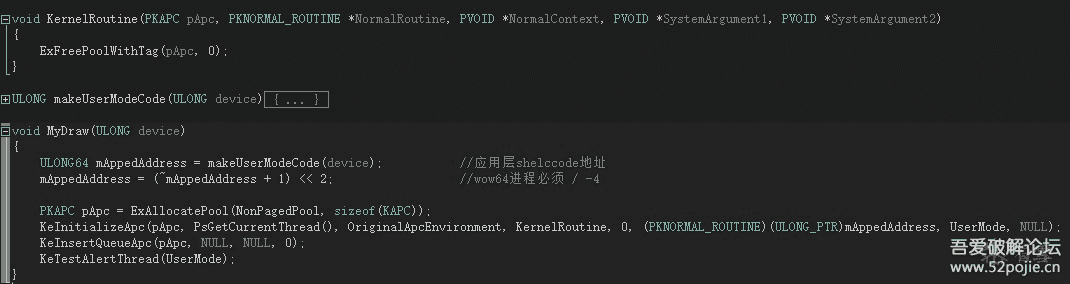 void KernelRoutine(PKAPC pApc, PKNORMAL_ROUTINE *NormalRoutine, PVOID *NormalContext, PVOID *SystemArgument1, PVOID *SystemArgument2)
{
    ExFreePoolWithTag(pApc, 0);
}
ULONG makeUserModeCode(ULONG device){ ... }
void MyDraw(ULONG device)
{
    ULONG64 mAppedAddress = makeUserModeCode(device);          //应用层shelccode地址
    mAppedAddress = (~mAppedAddress + 1) << 2;                 //wow64进程必须 / -4
    PKAPC pApc = ExAllocatePool(NonPagedPool, sizeof(KAPC));
    KeInitializeApc(pApc, PsGetCurrentThread(), OriginalApcEnvironment, KernelRoutine, 0, (PKNORMAL_ROUTINE)(ULONG_PTR)mAppedAddress, UserMode, NULL);
    KeInsertQueueApc(pApc, NULL, NULL, 0);
    KeTestAlertThread(UserMode);
}
吾爱破解论坛
www.52pojie.cn